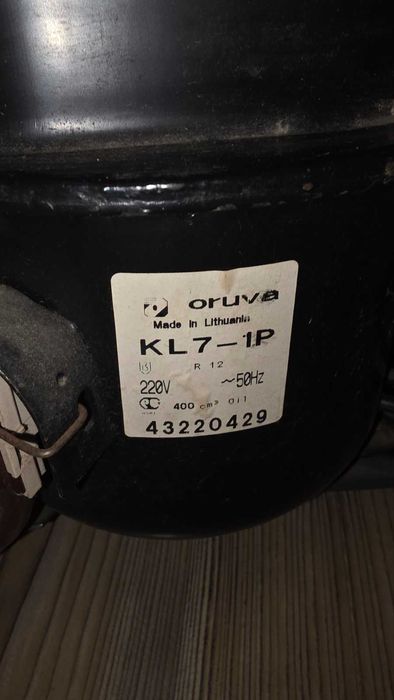 oruva
Made in Lithuania
KL7-1P
R 12
220V ~50Hz
400 cm³ Oil
43220429